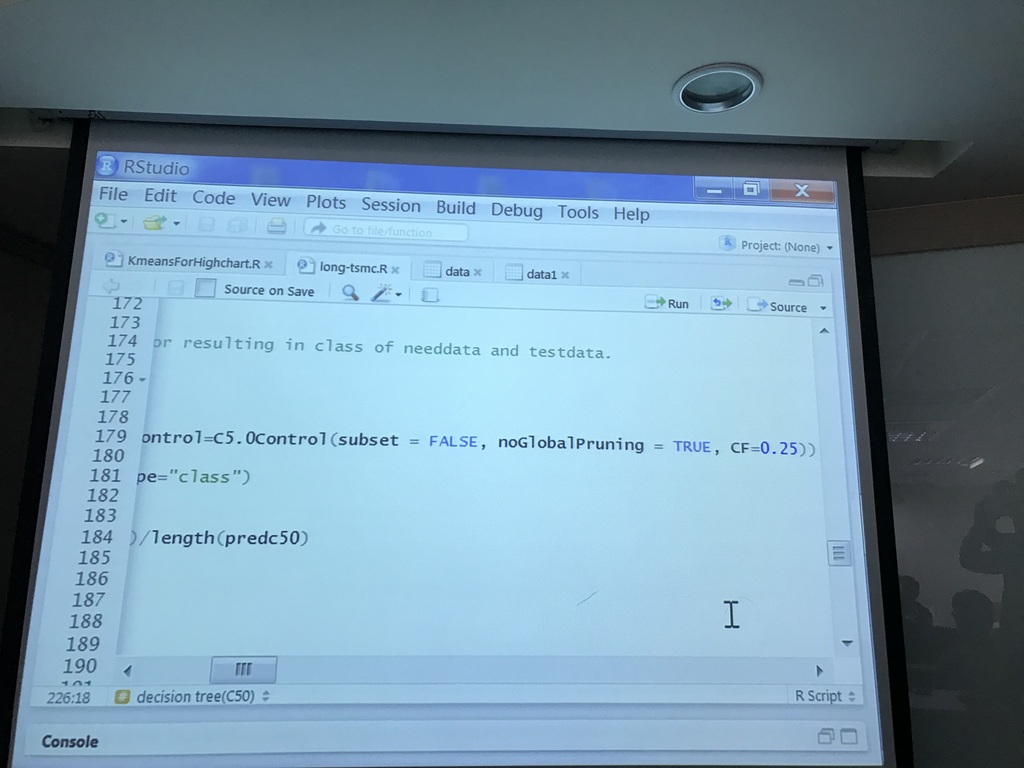 RStudio
File Edit Code View Plots Session Build Debug Tools Help
Go to file/function Project: (None)
KmeansForHighchart.R long-tsmc.R data data1
Source on Save Run Source
172
173
174 or resulting in class of needdata and testdata.
175
176
177
178
179 ontrol=C5.0Control(subset = FALSE, noGlobalPruning = TRUE, CF=0.25))
180
181 pe="class")
182
183
184 )/length(predc50)
185
186
187
188
189
190
226:18 decision tree(C50) R Script
Console